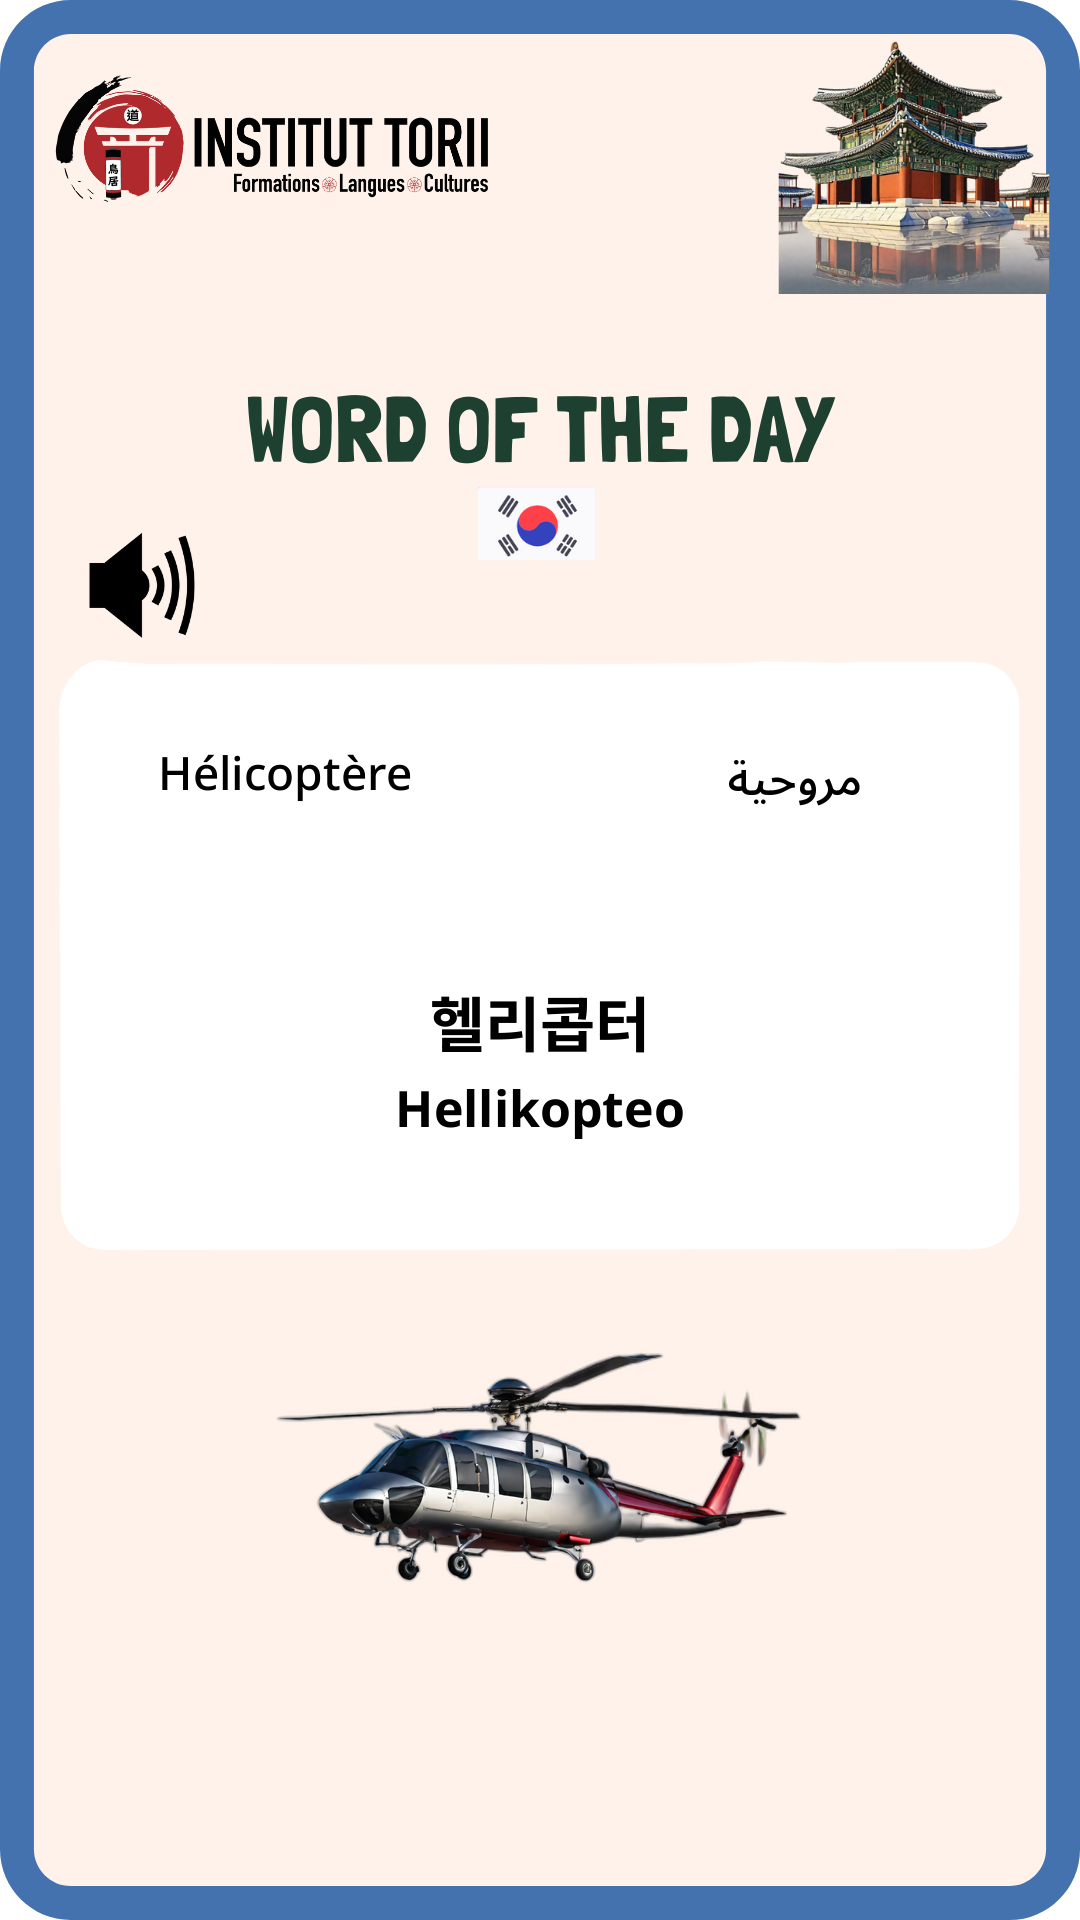 道
鳥居
INSTITUT TORII
Formations Langues Cultures
WORD OF THE DAY
Hélicoptère
مروحية
헬리콥터
Hellikopteo